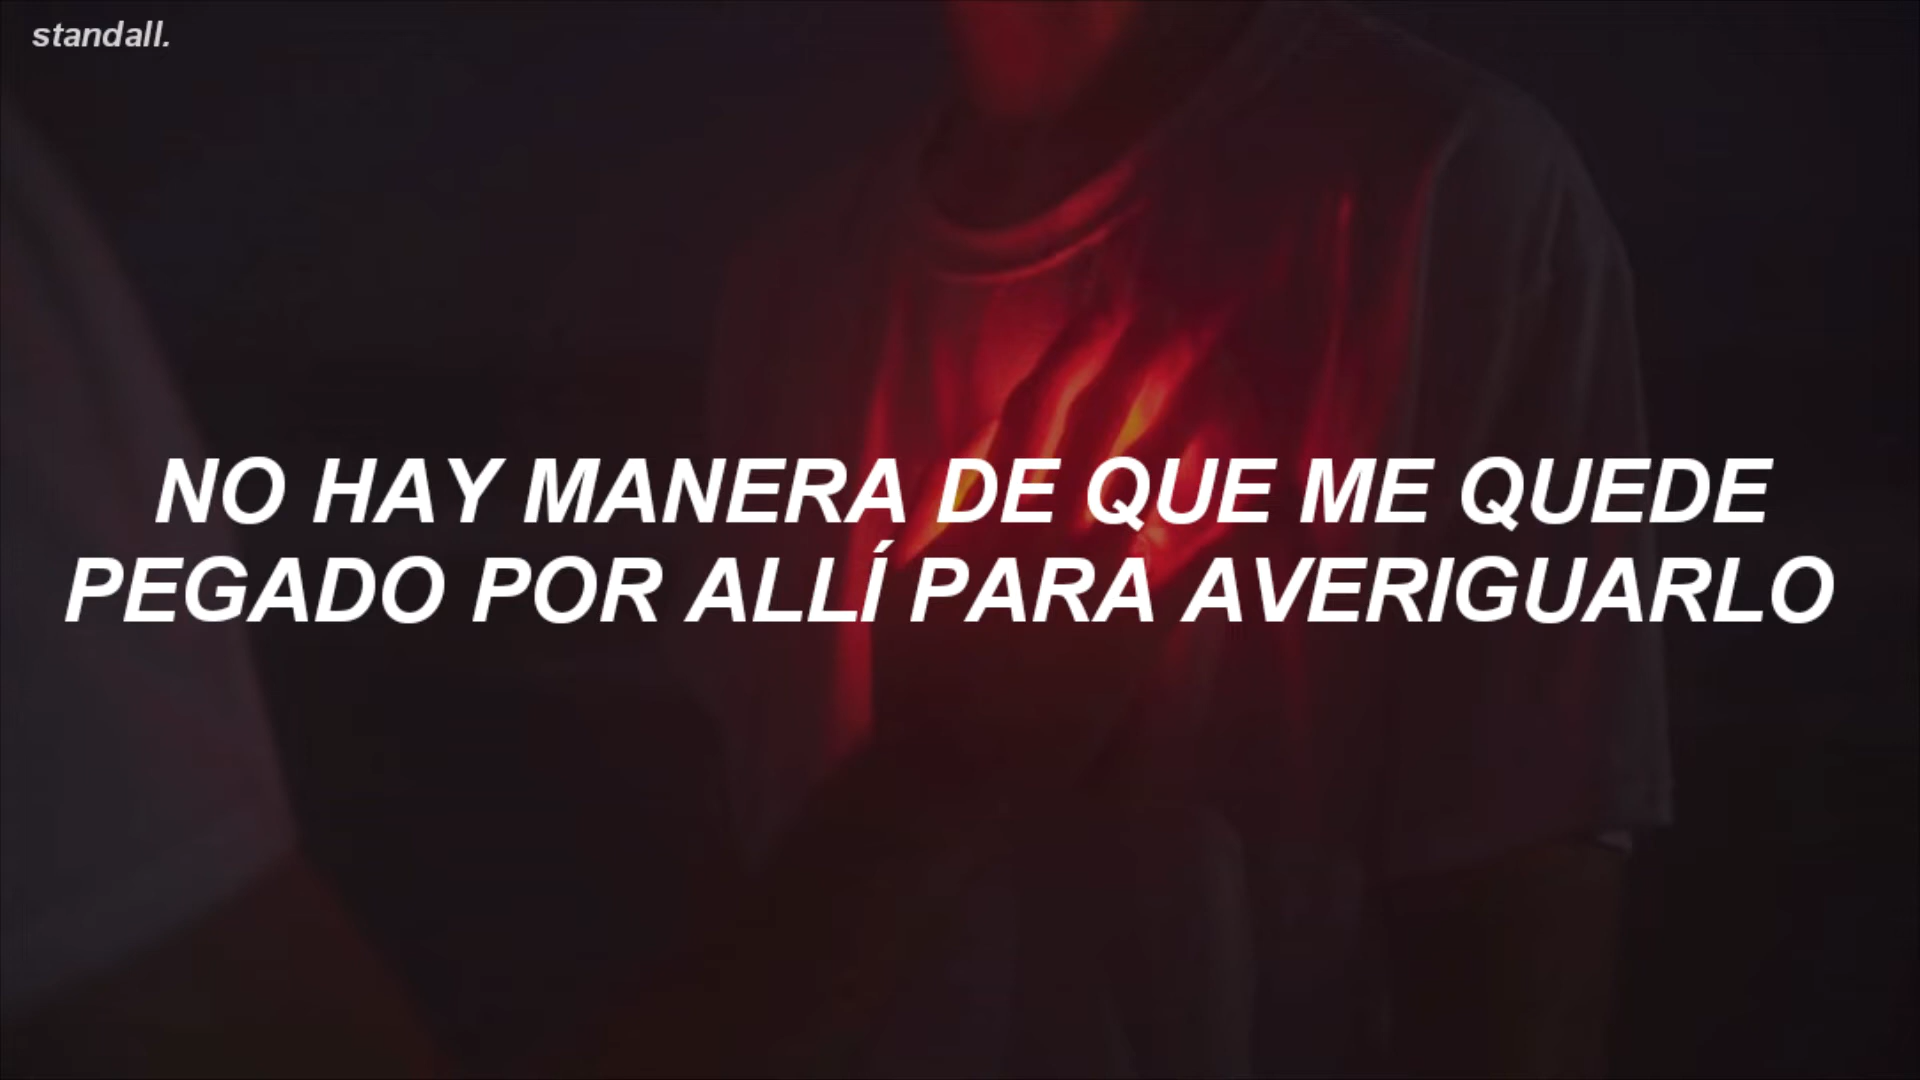 standall.
NO HAY MANERA DE QUE ME QUEDE
PEGADO POR ALLÍ PARA AVERIGUARLO